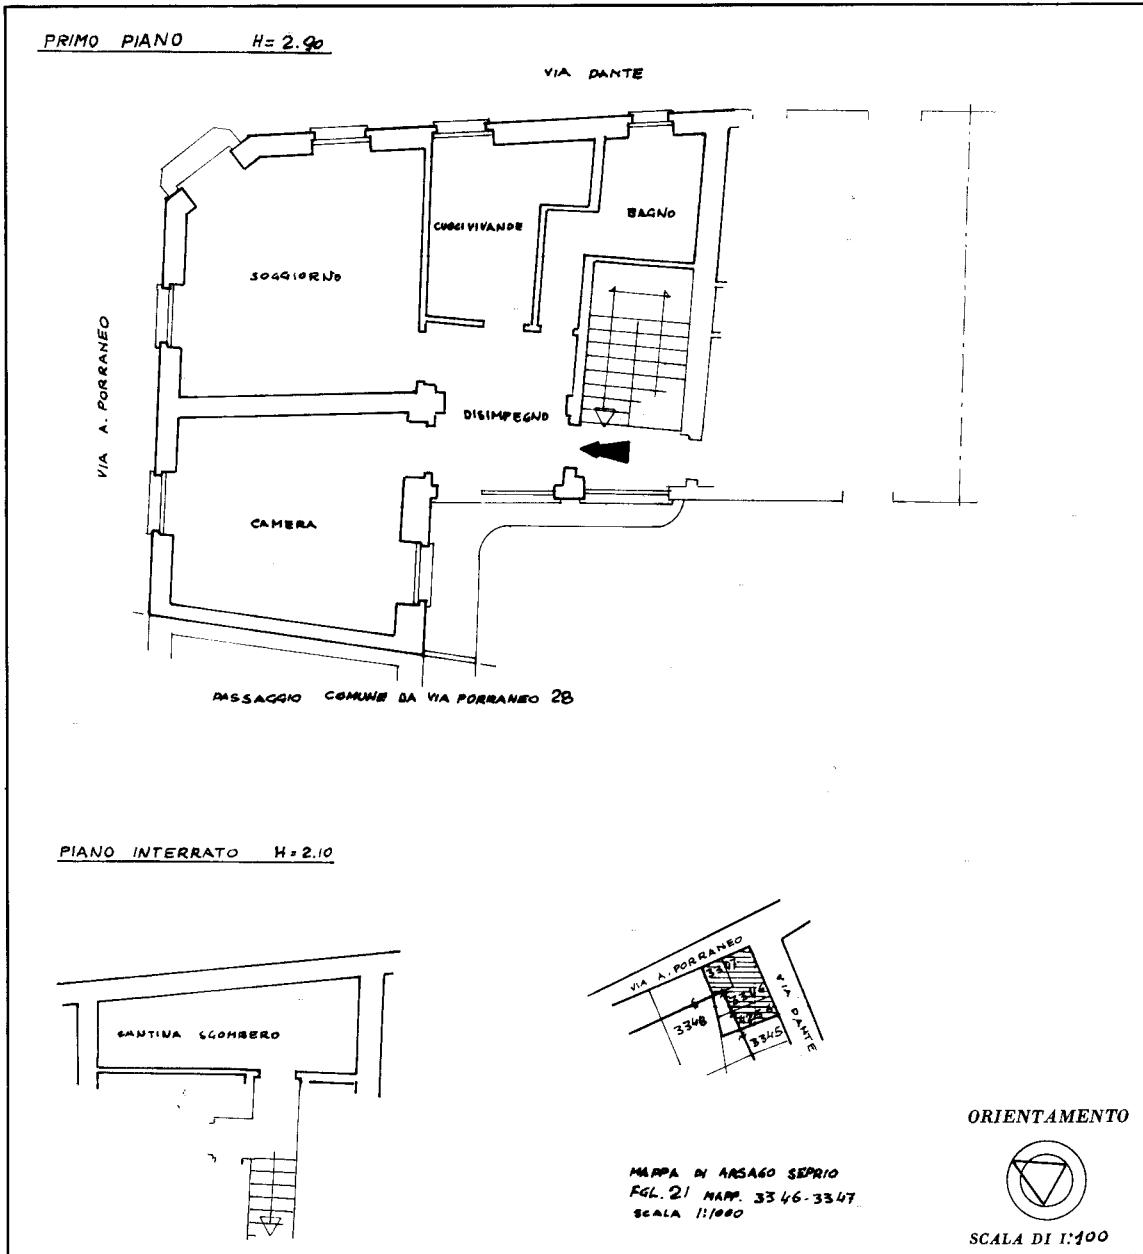 PRIMO PIANO H= 2.90
VIA DANTE
CUOCIVIVANDE
BAGNO
SOGGIORNO
VIA A. PORRANEO
DISIMPEGNO
CAMERA
PASSAGGIO COMUNE DA VIA PORRANEO 28
PIANO INTERRATO H= 2.10
CANTINA SGOMBERO
VIA A. PORRANEO
3347
3346
3348
3345
VIA DANTE
ORIENTAMENTO
MAPPA DI ARSAGO SEPRIO
FGL. 21 MAPP. 3346-3347
SCALA 1:1000
SCALA DI 1:100